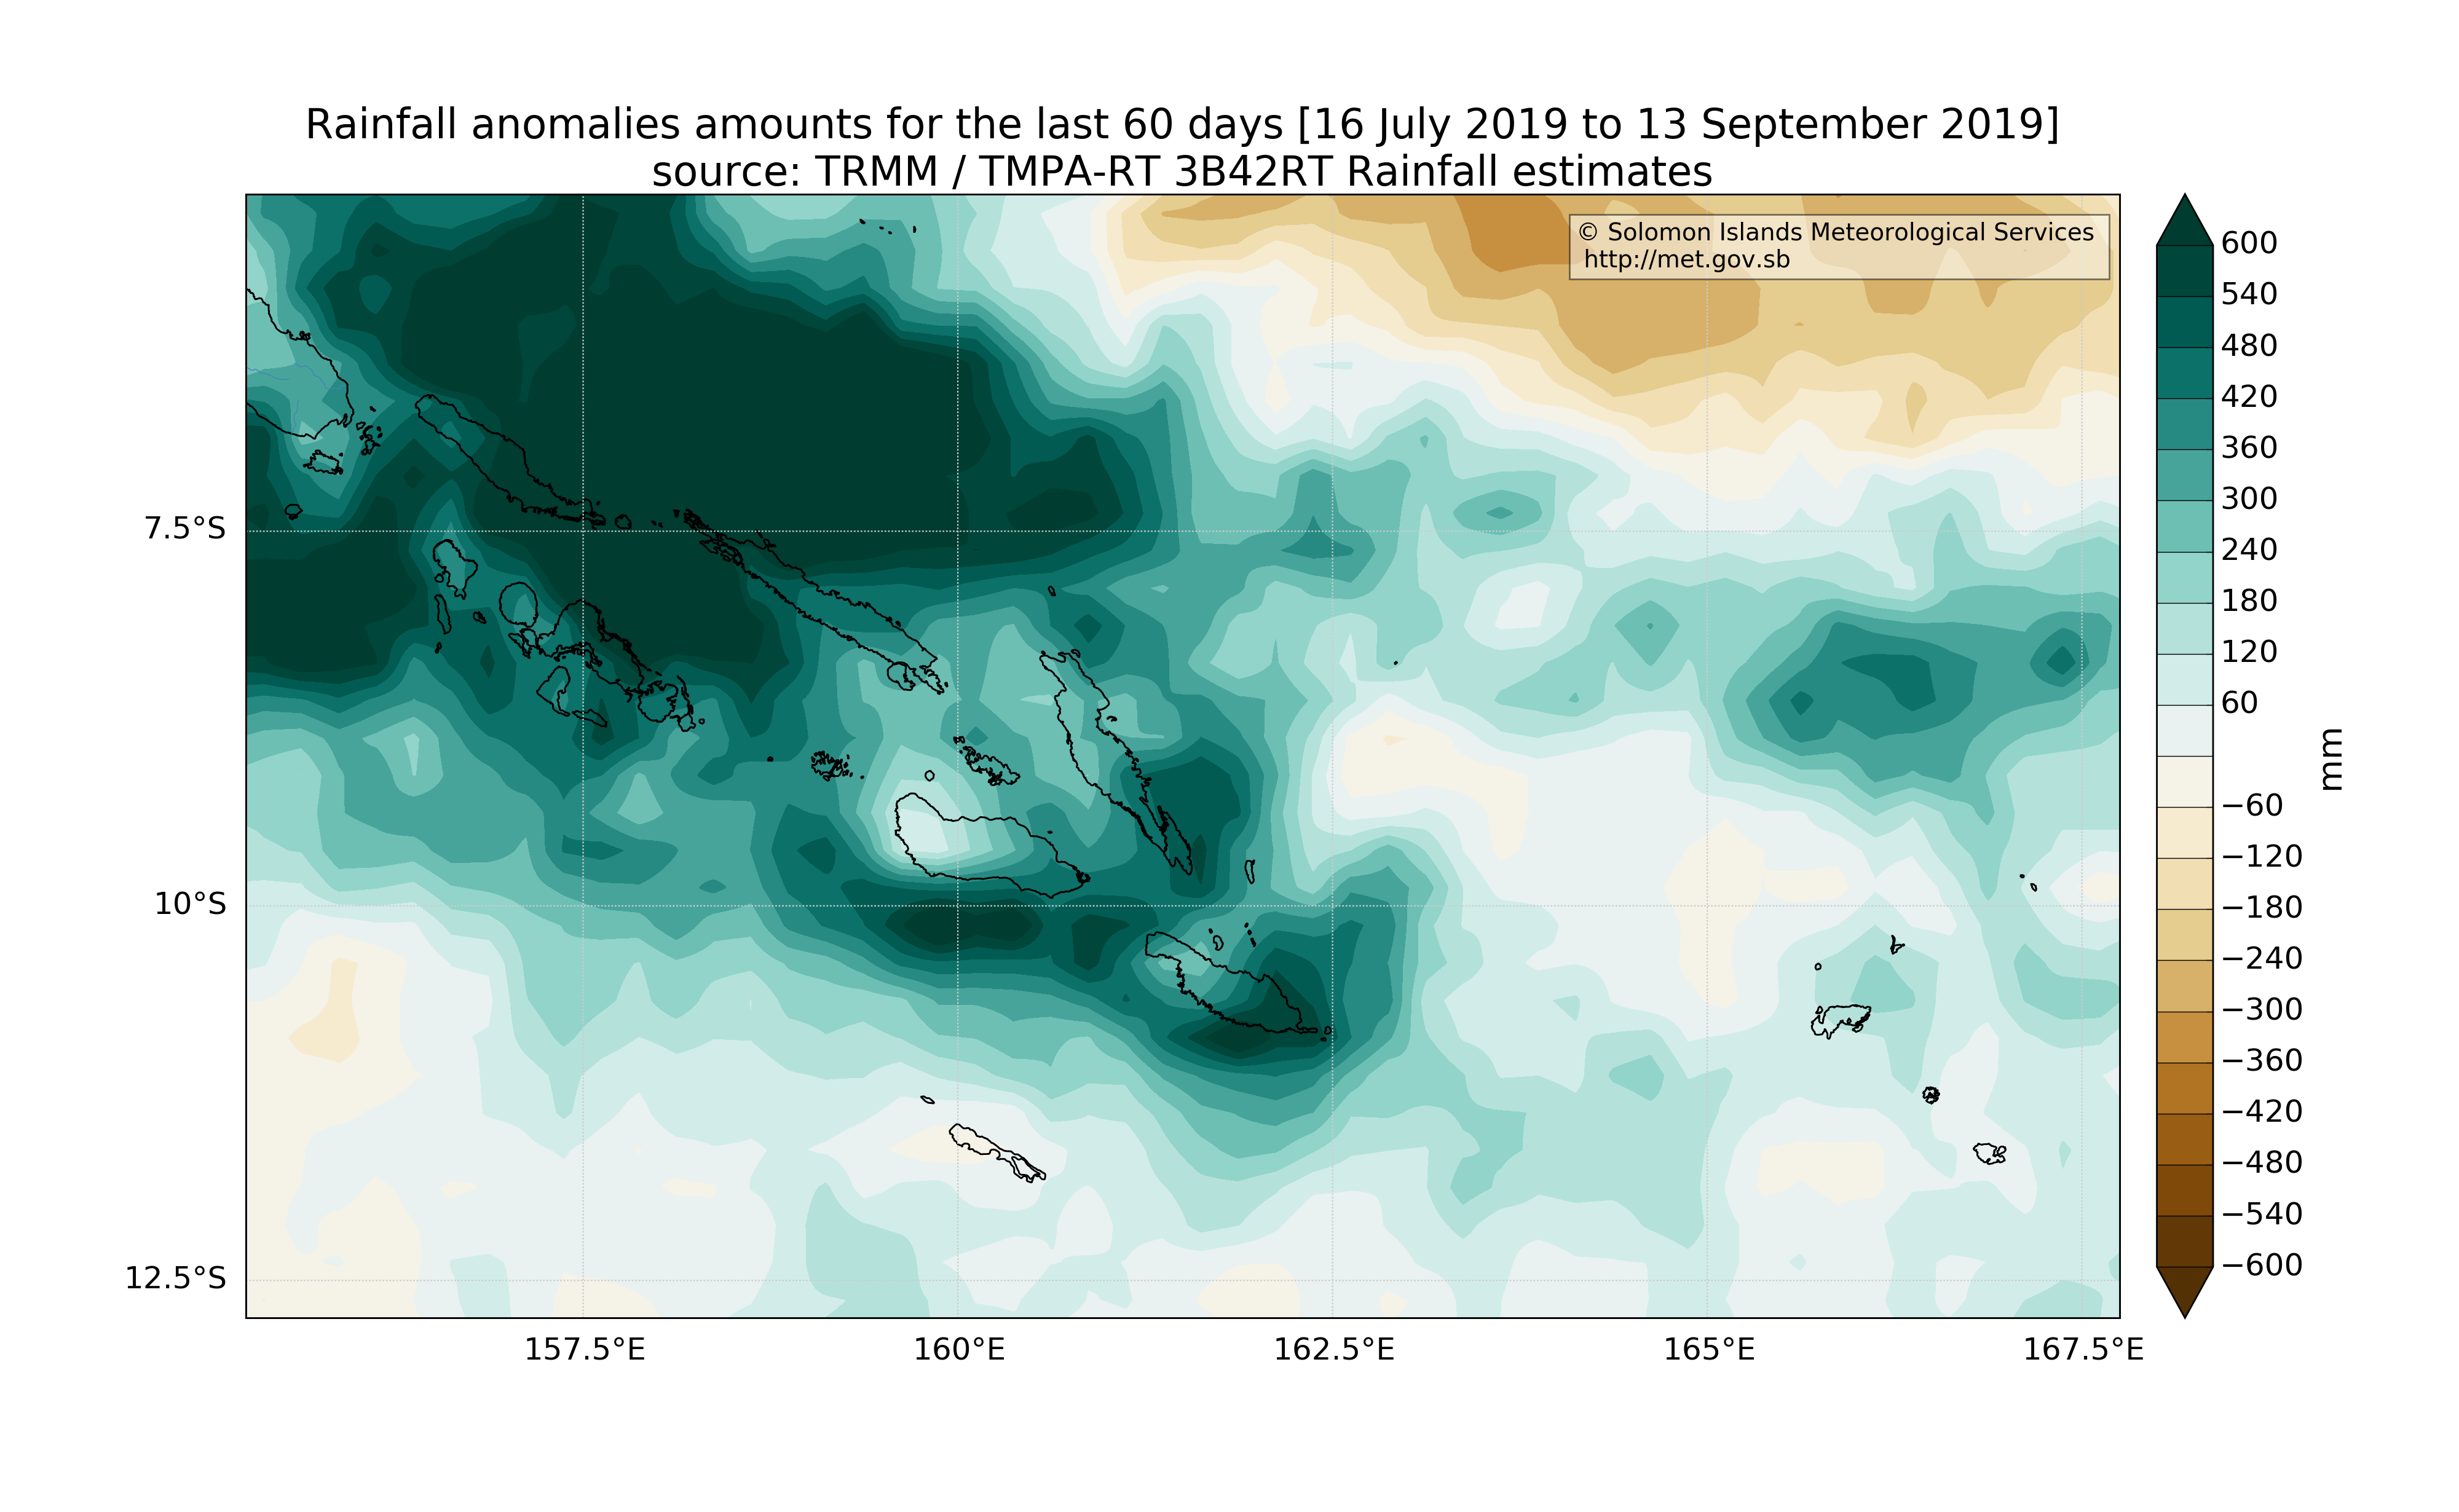 Rainfall anomalies amounts for the last 60 days [16 July 2019 to 13 September 2019]
source: TRMM / TMPA-RT 3B42RT Rainfall estimates
© Solomon Islands Meteorological Services
http://met.gov.sb
7.5°S
10°S
12.5°S
157.5°E
160°E
162.5°E
165°E
167.5°E
600
540
480
420
360
300
240
180
120
60
−60
−120
−180
−240
−300
−360
−420
−480
−540
−600
mm